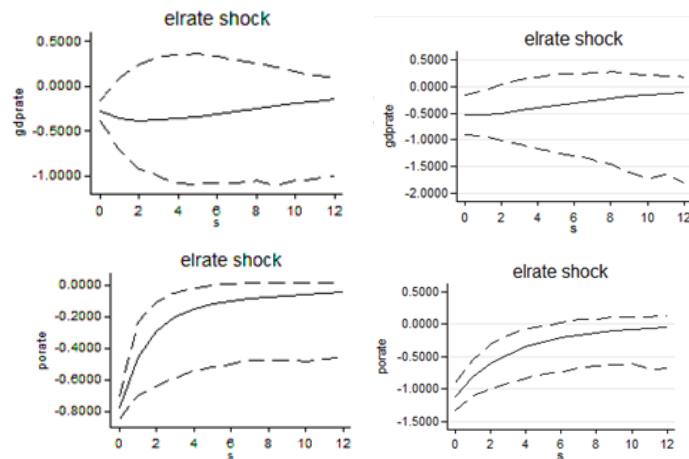 elrate shock
0.5000
0.0000
-0.5000
-1.0000
gdprate
0 2 4 6 8 10 12
s
elrate shock
0.5000
0.0000
-0.5000
-1.0000
-1.5000
-2.0000
gdprate
0 2 4 6 8 10 12
s
elrate shock
0.0000
-0.2000
-0.4000
-0.6000
-0.8000
porate
0 2 4 6 8 10 12
s
elrate shock
0.5000
0.0000
-0.5000
-1.0000
-1.5000
porate
0 2 4 6 8 10 12
s